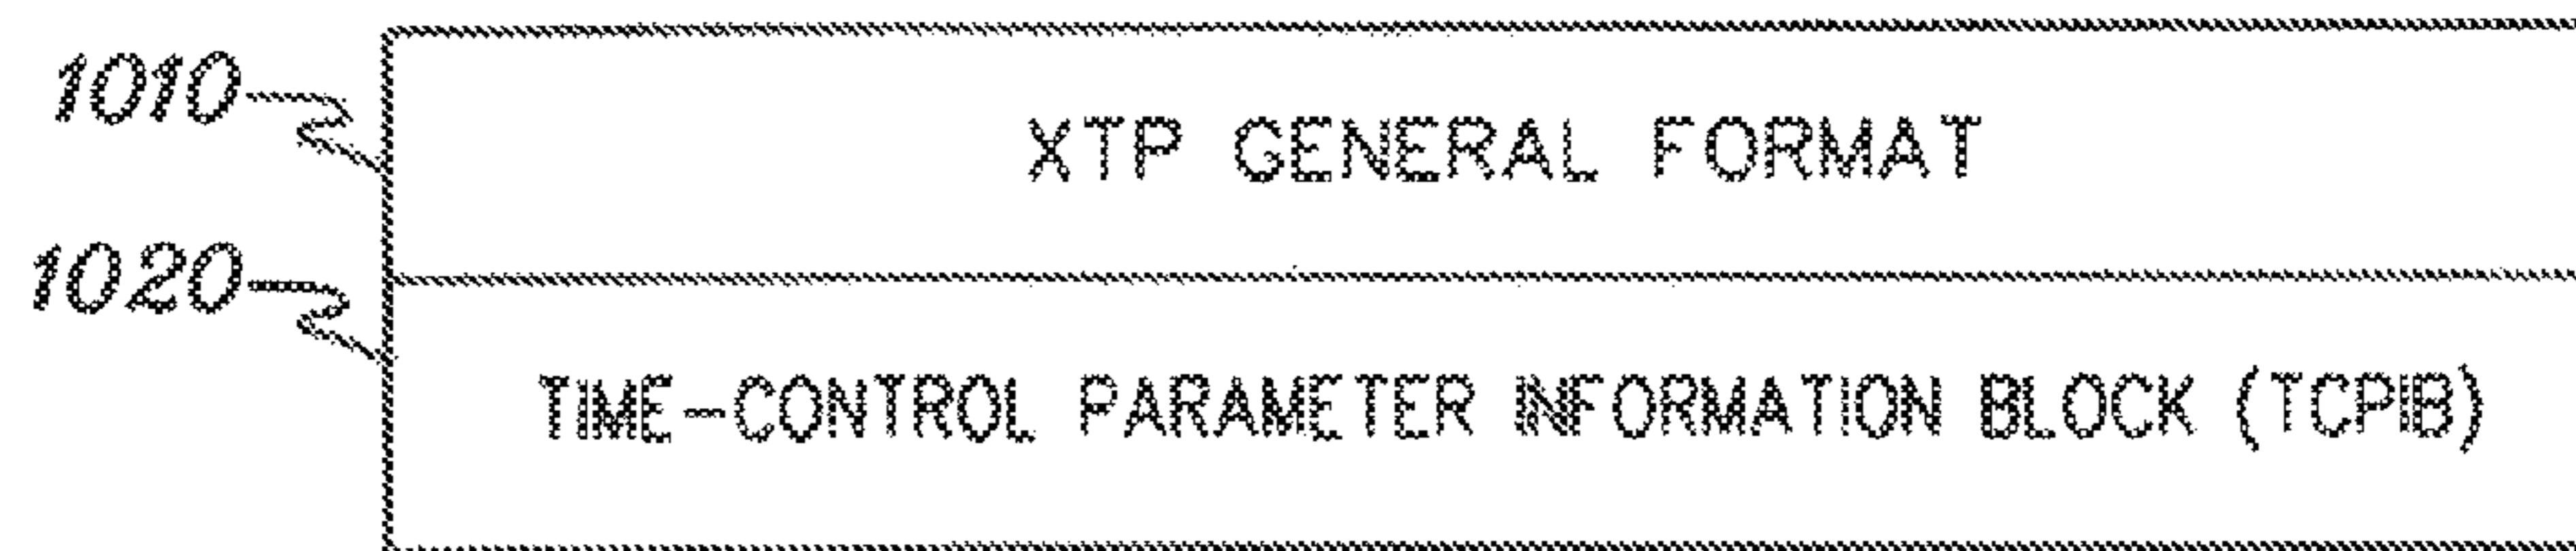 1010
XTP GENERAL FORMAT
1020
TIME-CONTROL PARAMETER INFORMATION BLOCK (TCPIB)